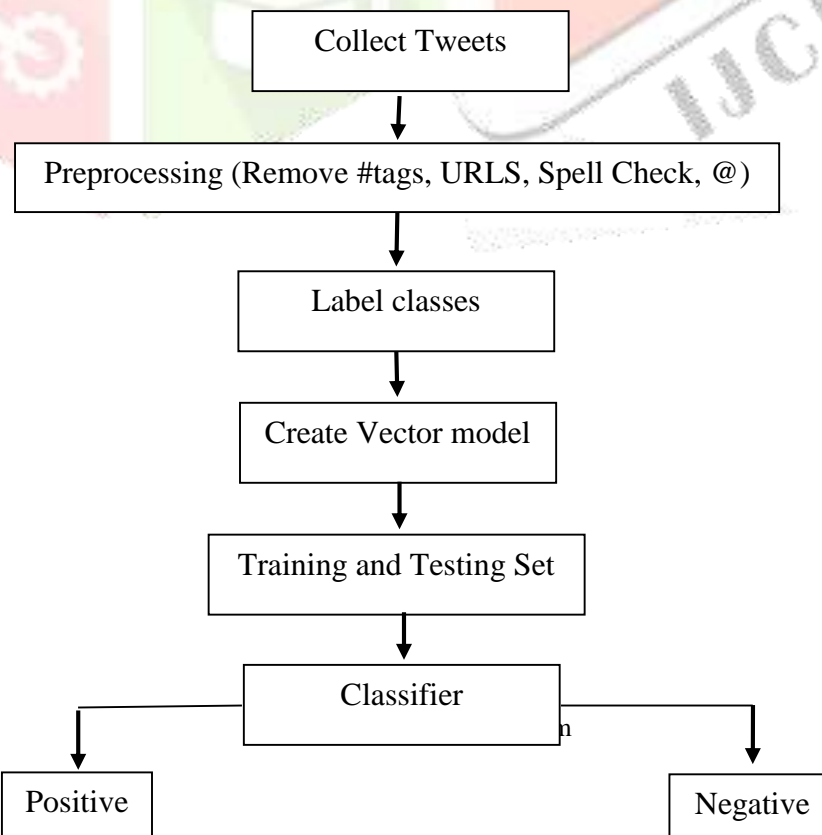 Collect Tweets
Preprocessing (Remove #tags, URLS, Spell Check, @)
Label classes
Create Vector model
Training and Testing Set
Classifier
Positive
Negative